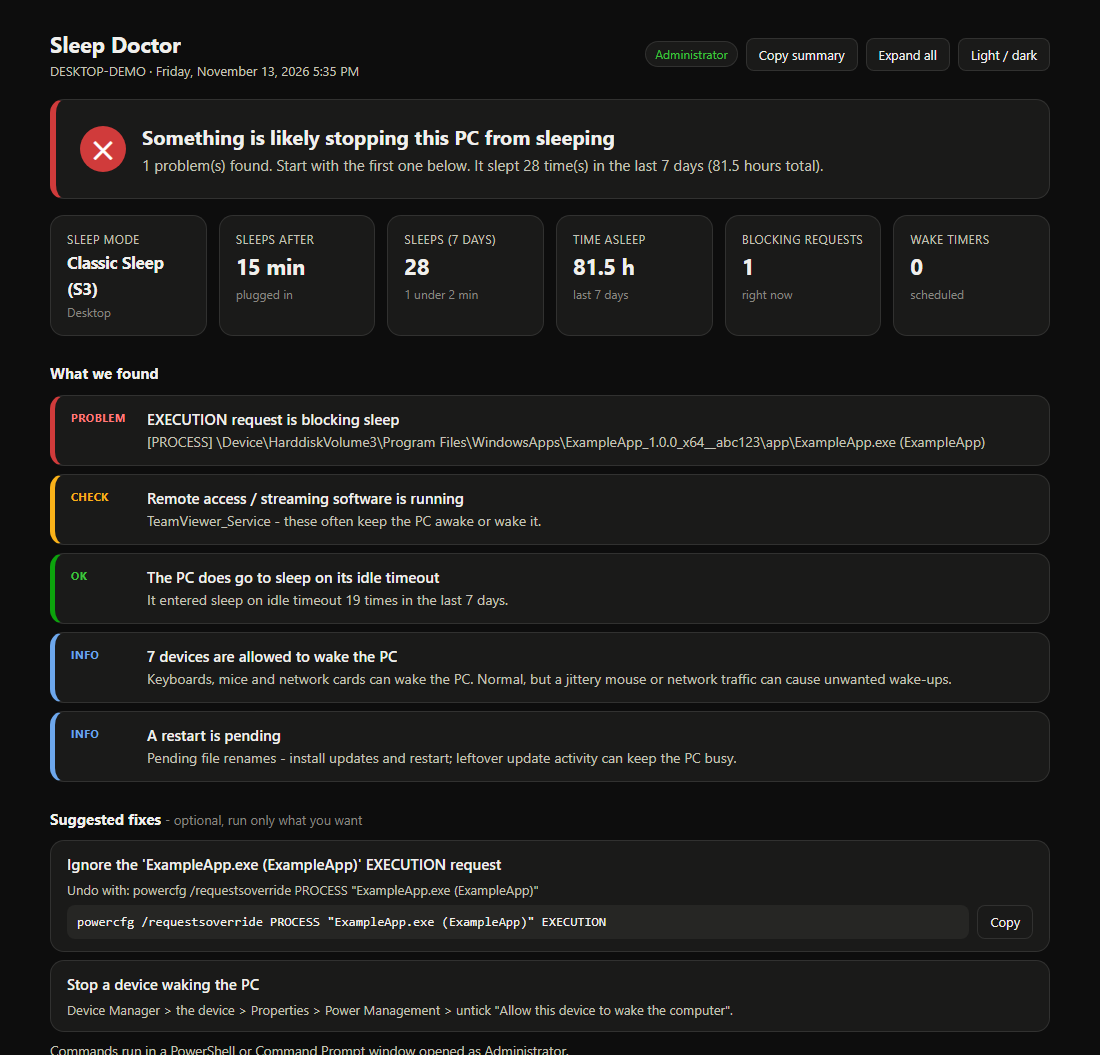 Sleep Doctor
DESKTOP-DEMO · Friday, November 13, 2026 5:35 PM
Administrator
Copy summary
Expand all
Light / dark
Something is likely stopping this PC from sleeping
1 problem(s) found. Start with the first one below. It slept 28 time(s) in the last 7 days (81.5 hours total).
SLEEP MODE
Classic Sleep
(S3)
Desktop
SLEEPS AFTER
15 min
plugged in
SLEEPS (7 DAYS)
28
1 under 2 min
TIME ASLEEP
81.5 h
last 7 days
BLOCKING REQUESTS
1
right now
WAKE TIMERS
0
scheduled
What we found
PROBLEM
EXECUTION request is blocking sleep
[PROCESS] \Device\HarddiskVolume3\Program Files\WindowsApps\ExampleApp_1.0.0_x64__abc123\app\ExampleApp.exe (ExampleApp)
CHECK
Remote access / streaming software is running
TeamViewer_Service - these often keep the PC awake or wake it.
OK
The PC does go to sleep on its idle timeout
It entered sleep on idle timeout 19 times in the last 7 days.
INFO
7 devices are allowed to wake the PC
Keyboards, mice and network cards can wake the PC. Normal, but a jittery mouse or network traffic can cause unwanted wake-ups.
INFO
A restart is pending
Pending file renames - install updates and restart; leftover update activity can keep the PC busy.
Suggested fixes - optional, run only what you want
Ignore the 'ExampleApp.exe (ExampleApp)' EXECUTION request
Undo with: powercfg /requestsoverride PROCESS "ExampleApp.exe (ExampleApp)"
powercfg /requestsoverride PROCESS "ExampleApp.exe (ExampleApp)" EXECUTION
Copy
Stop a device waking the PC
Device Manager > the device > Properties > Power Management > untick "Allow this device to wake the computer".
Commands run in a PowerShell or Command Prompt window opened as Administrator.